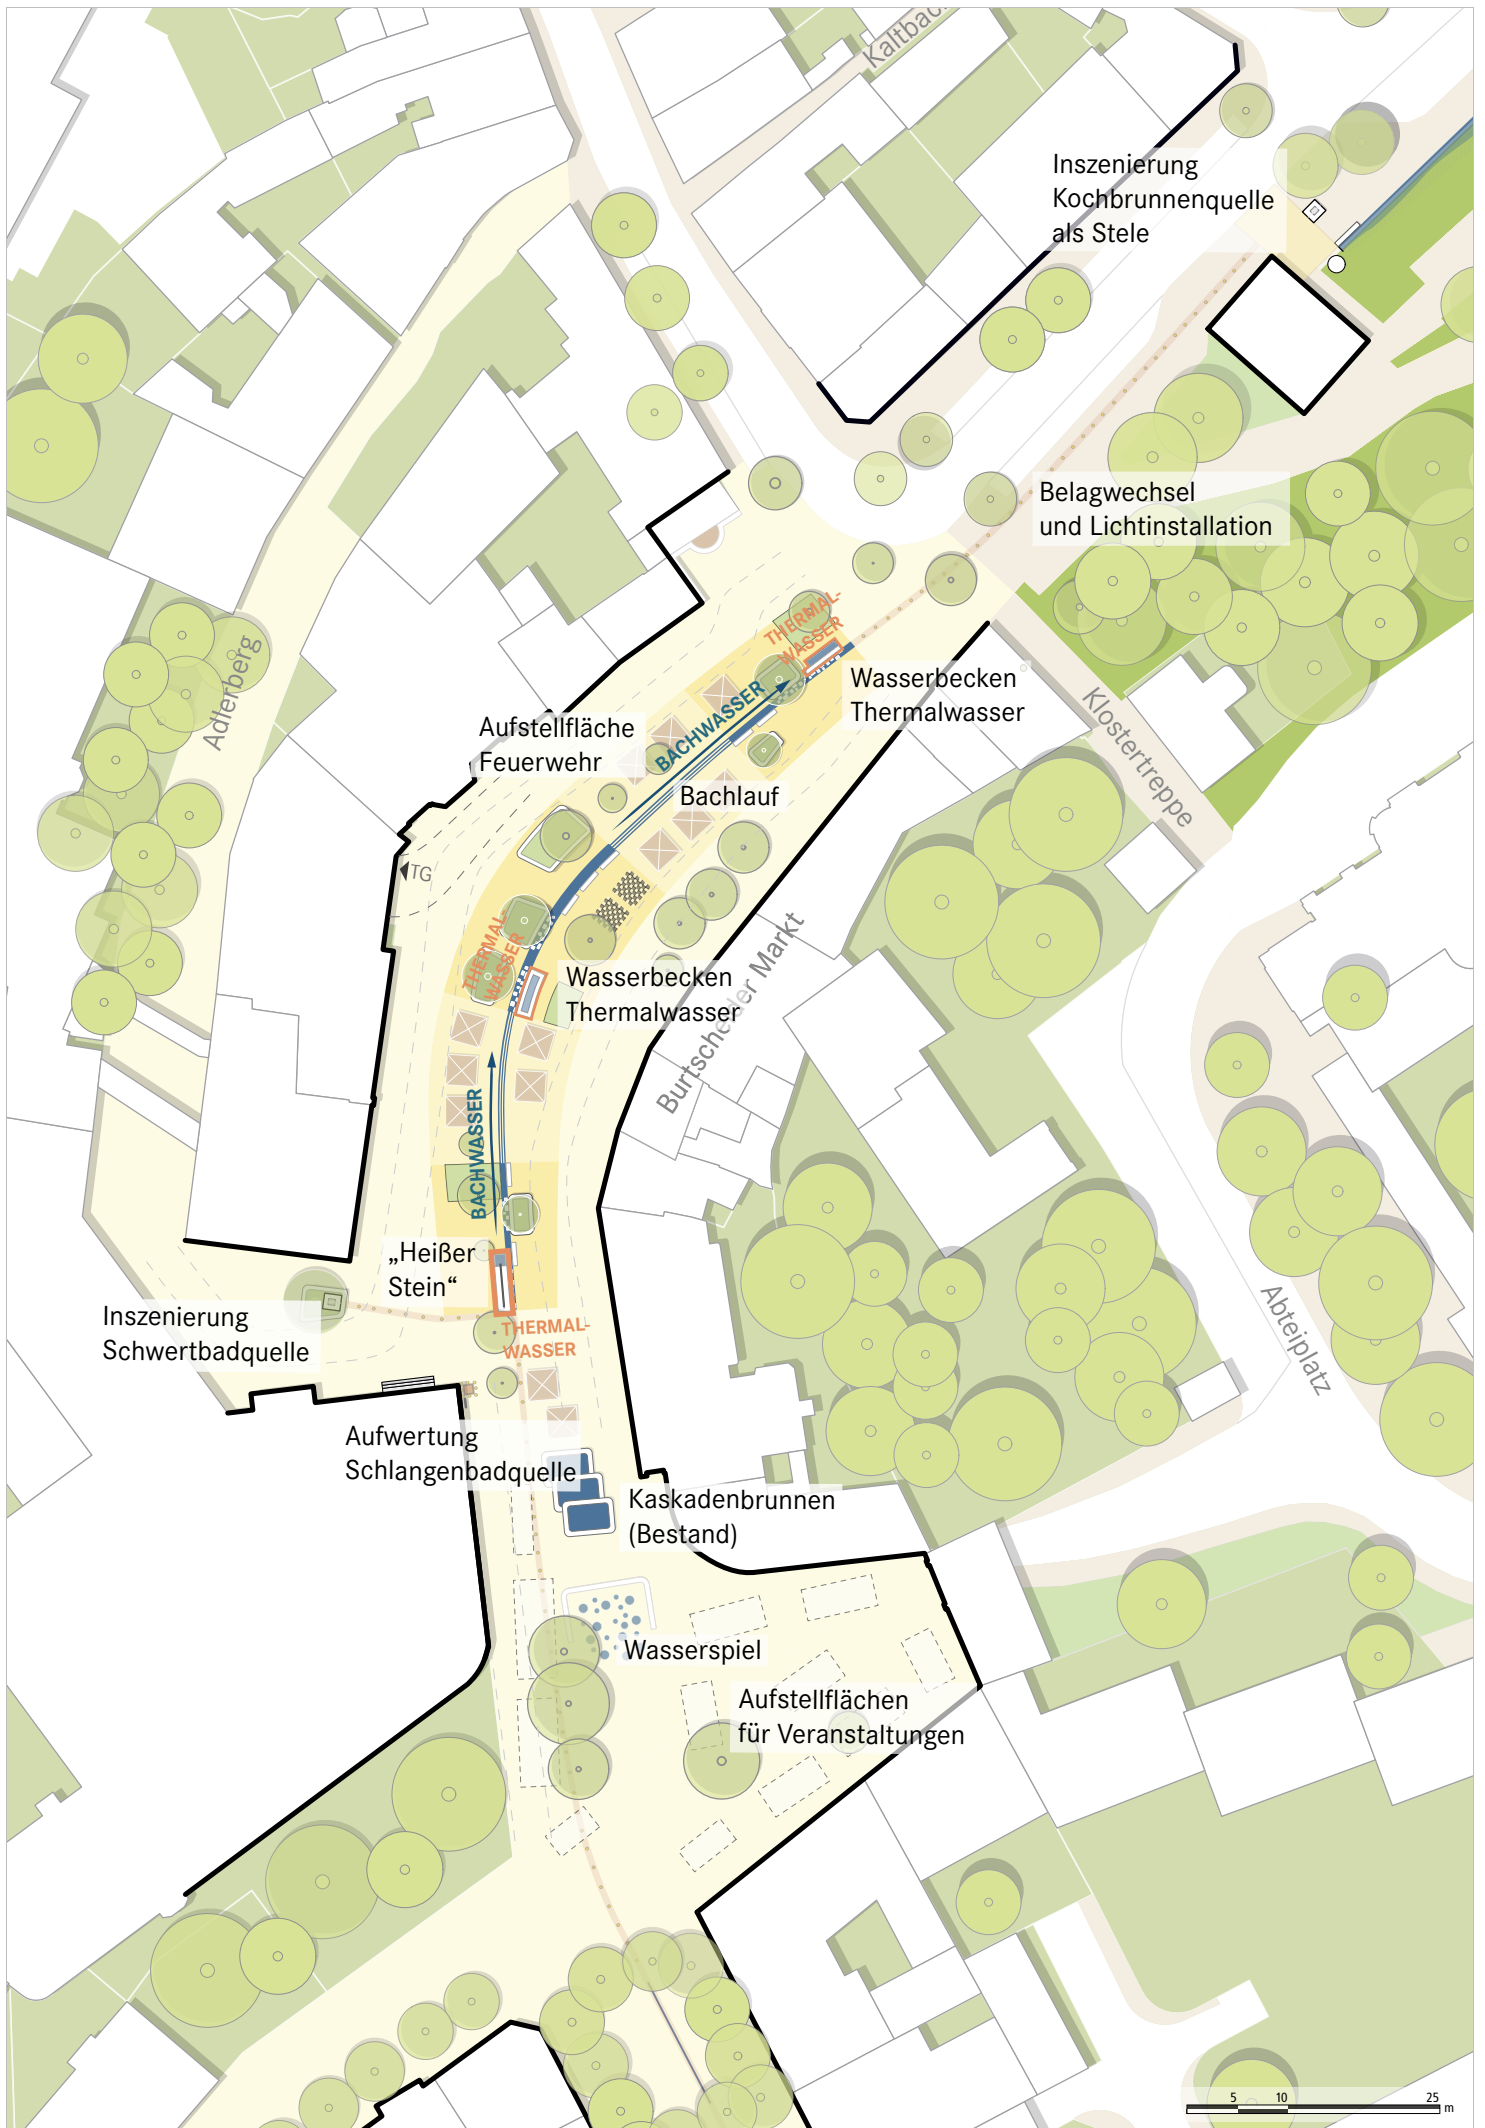 Kaltbac
Inszenierung
Kochbrunnenquelle
als Stele
Belagwechsel
und Lichtinstallation
THERMAL-
WASSER
Adlerberg
Wasserbecken
Thermalwasser
Klostertreppe
Aufstellfläche
Feuerwehr
BACHWASSER
Bachlauf
TG
THERMAL-
WASSER
Wasserbecken
Thermalwasser
Burtscheider Markt
BACHWASSER
„Heißer
Stein“
Inszenierung
Schwertbadquelle
THERMAL-
WASSER
Abteiplatz
Aufwertung
Schlangenbadquelle
Kaskadenbrunnen
(Bestand)
Wasserspiel
Aufstellflächen
für Veranstaltungen
5 10 25
m